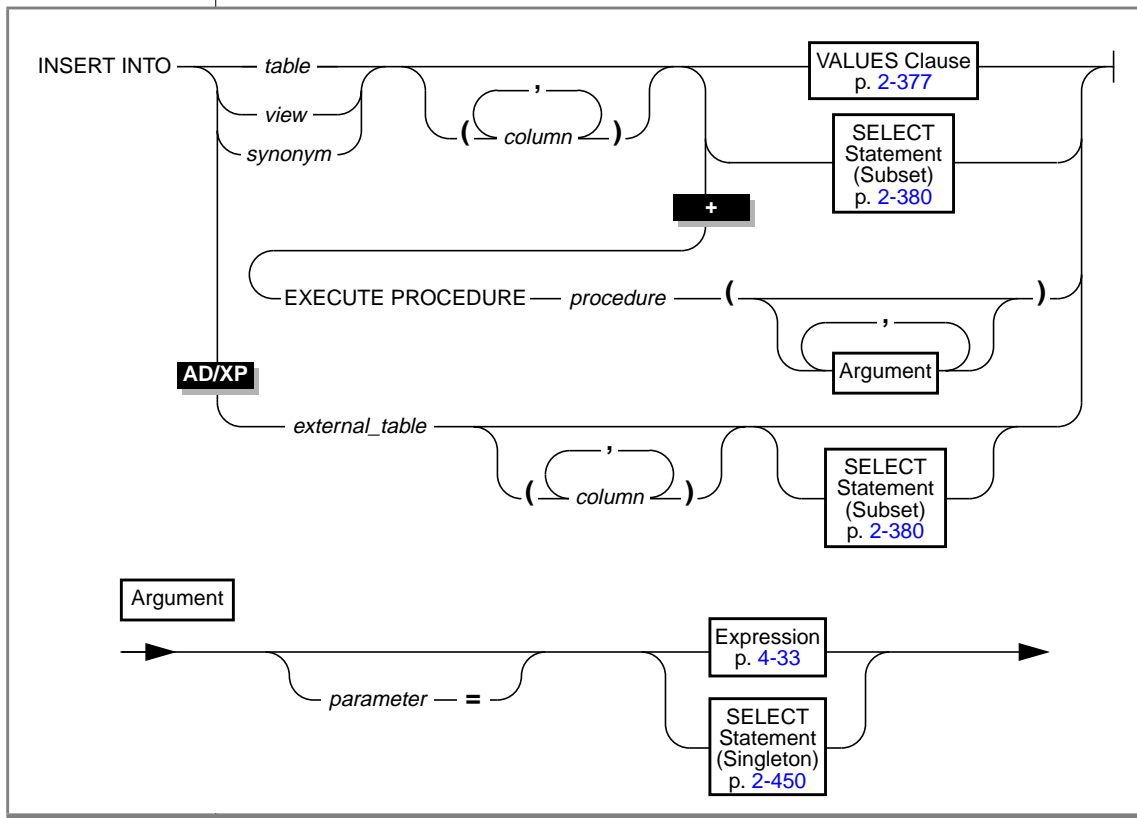 INSERT INTO table
view
synonym
( , column )
VALUES Clause
p. 2-377
SELECT
Statement
(Subset)
p. 2-380
+
EXECUTE PROCEDURE procedure ( , )
Argument
AD/XP
external_table
( , column )
SELECT
Statement
(Subset)
p. 2-380
Argument
parameter =
Expression
p. 4-33
SELECT
Statement
(Singleton)
p. 2-450